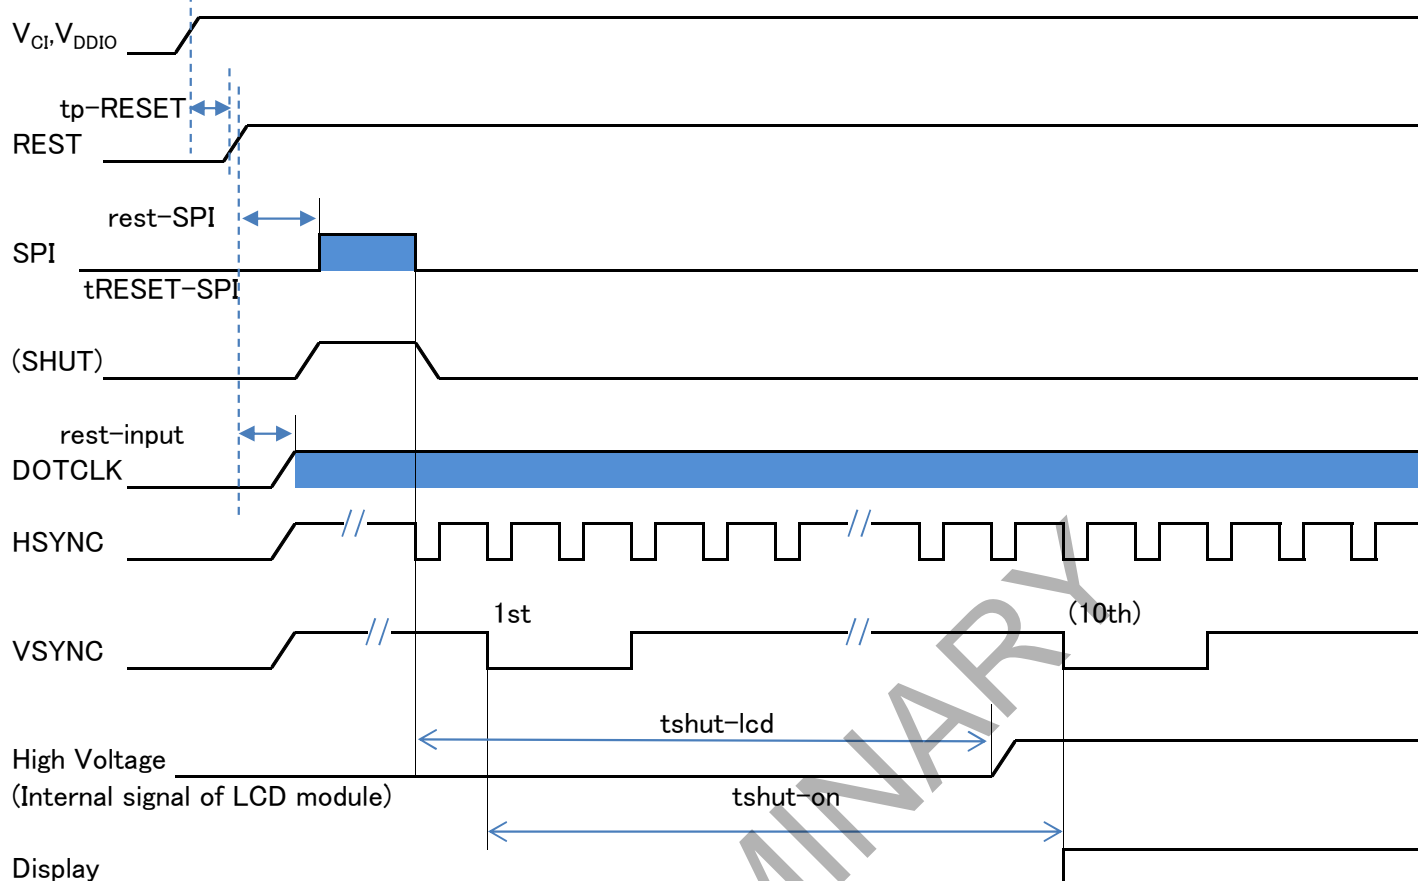 VCI,VDDIO
tp-RESET
REST
rest-SPI
SPI
tRESET-SPI
(SHUT)
rest-input
DOTCLK
HSYNC
1st
(10th)
VSYNC
tshut-lcd
High Voltage
(Internal signal of LCD module)
tshut-on
Display
MINARY